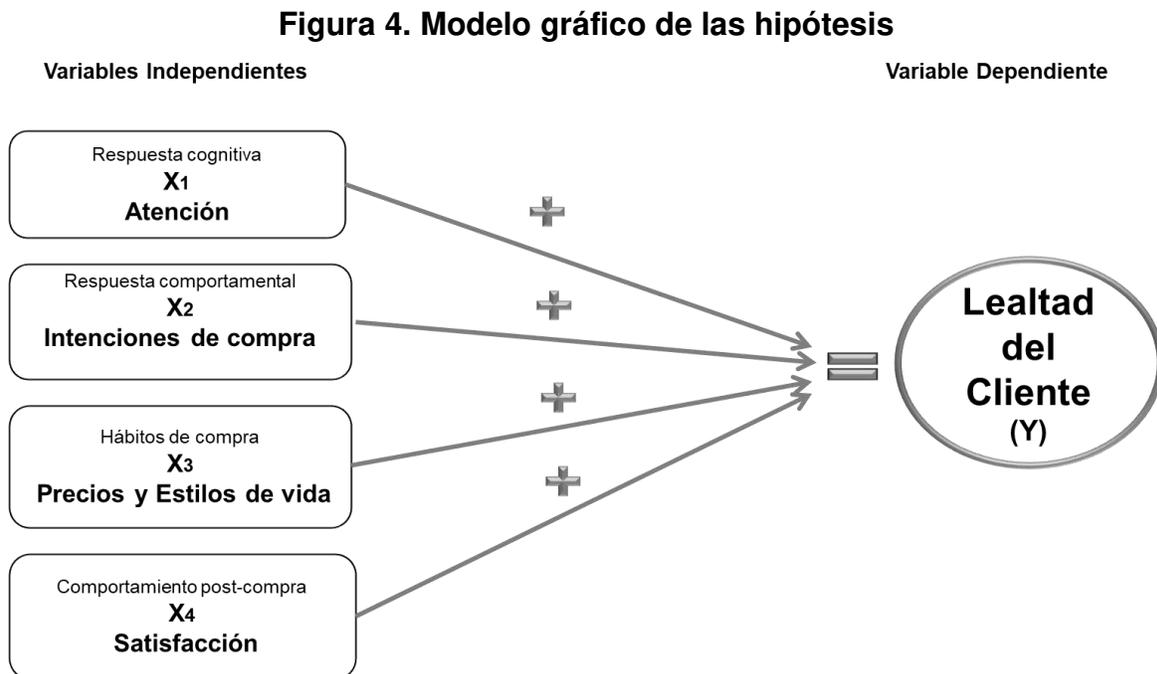 Figura 4. Modelo gráfico de las hipótesis
Variables Independientes
Variable Dependiente
Respuesta cognitiva
X1
Atención
Respuesta comportamental
X2
Intenciones de compra
Hábitos de compra
X3
Precios y Estilos de vida
Comportamiento post-compra
X4
Satisfacción
Lealtad
del
Cliente
(Y)